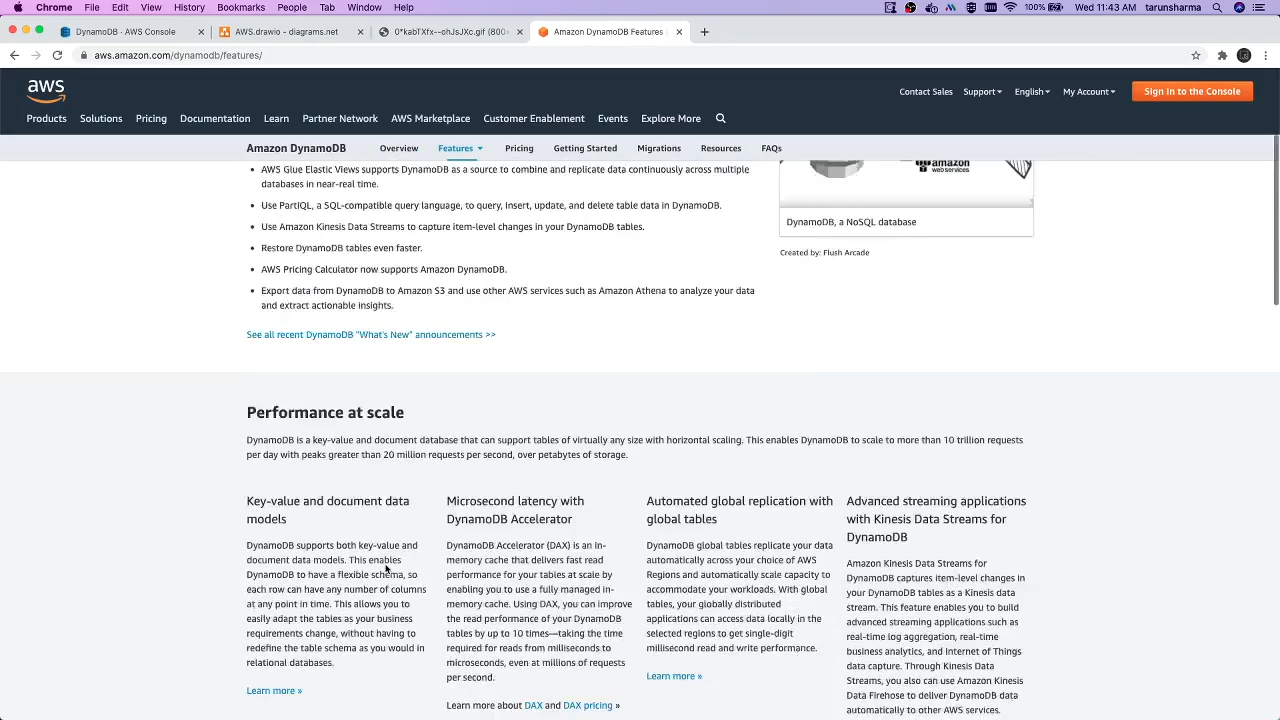 Chrome File Edit View History Bookmarks People Tab Window Help 100% Wed 11:43 AM tarunsharma
DynamoDB · AWS Console
AWS.drawio - diagrams.net
0*kabTXfx--ohJsJXc.gif (800×
Amazon DynamoDB Features |
aws.amazon.com/dynamodb/features/
aws
Contact Sales Support English My Account Sign In to the Console
Products Solutions Pricing Documentation Learn Partner Network AWS Marketplace Customer Enablement Events Explore More
Amazon DynamoDB Overview Features Pricing Getting Started Migrations Resources FAQs
• AWS Glue Elastic Views supports DynamoDB as a source to combine and replicate data continuously across multiple
databases in near-real time.
• Use PartiQL, a SQL-compatible query language, to query, insert, update, and delete table data in DynamoDB.
• Use Amazon Kinesis Data Streams to capture item-level changes in your DynamoDB tables.
• Restore DynamoDB tables even faster.
• AWS Pricing Calculator now supports Amazon DynamoDB.
• Export data from DynamoDB to Amazon S3 and use other AWS services such as Amazon Athena to analyze your data
and extract actionable insights.
See all recent DynamoDB "What's New" announcements >>
amazon
web services
DynamoDB, a NoSQL database
Created by: Flush Arcade
Performance at scale
DynamoDB is a key-value and document database that can support tables of virtually any size with horizontal scaling. This enables DynamoDB to scale to more than 10 trillion requests
per day with peaks greater than 20 million requests per second, over petabytes of storage.
Key-value and document data
models
DynamoDB supports both key-value and
document data models. This enables
DynamoDB to have a flexible schema, so
each row can have any number of columns
at any point in time. This allows you to
easily adapt the tables as your business
requirements change, without having to
redefine the table schema as you would in
relational databases.
Learn more »
Microsecond latency with
DynamoDB Accelerator
DynamoDB Accelerator (DAX) is an in-
memory cache that delivers fast read
performance for your tables at scale by
enabling you to use a fully managed in-
memory cache. Using DAX, you can improve
the read performance of your DynamoDB
tables by up to 10 times—taking the time
required for reads from milliseconds to
microseconds, even at millions of requests
per second.
Learn more about DAX and DAX pricing »
Automated global replication with
global tables
DynamoDB global tables replicate your data
automatically across your choice of AWS
Regions and automatically scale capacity to
accommodate your workloads. With global
tables, your globally distributed
applications can access data locally in the
selected regions to get single-digit
millisecond read and write performance.
Learn more »
Advanced streaming applications
with Kinesis Data Streams for
DynamoDB
Amazon Kinesis Data Streams for
DynamoDB captures item-level changes in
your DynamoDB tables as a Kinesis data
stream. This feature enables you to build
advanced streaming applications such as
real-time log aggregation, real-time
business analytics, and Internet of Things
data capture. Through Kinesis Data
Streams, you also can use Amazon Kinesis
Data Firehose to deliver DynamoDB data
automatically to other AWS services.